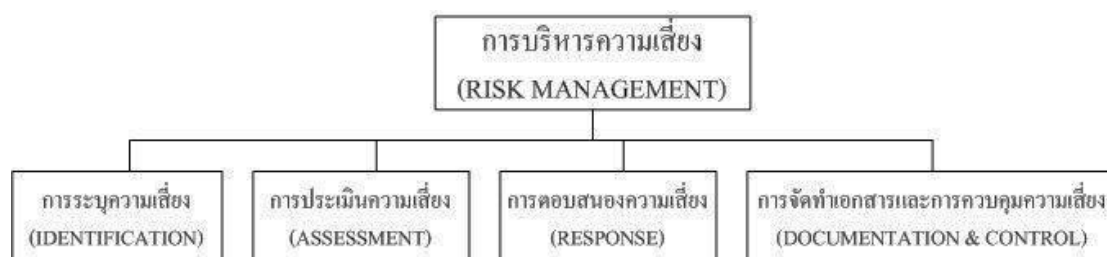 การบริหารความเสี่ยง
(RISK MANAGEMENT)
การระบุความเสี่ยง
(IDENTIFICATION)
การประเมินความเสี่ยง
(ASSESSMENT)
การตอบสนองความเสี่ยง
(RESPONSE)
การจัดทำเอกสารและการควบคุมความเสี่ยง
(DOCUMENTATION & CONTROL)